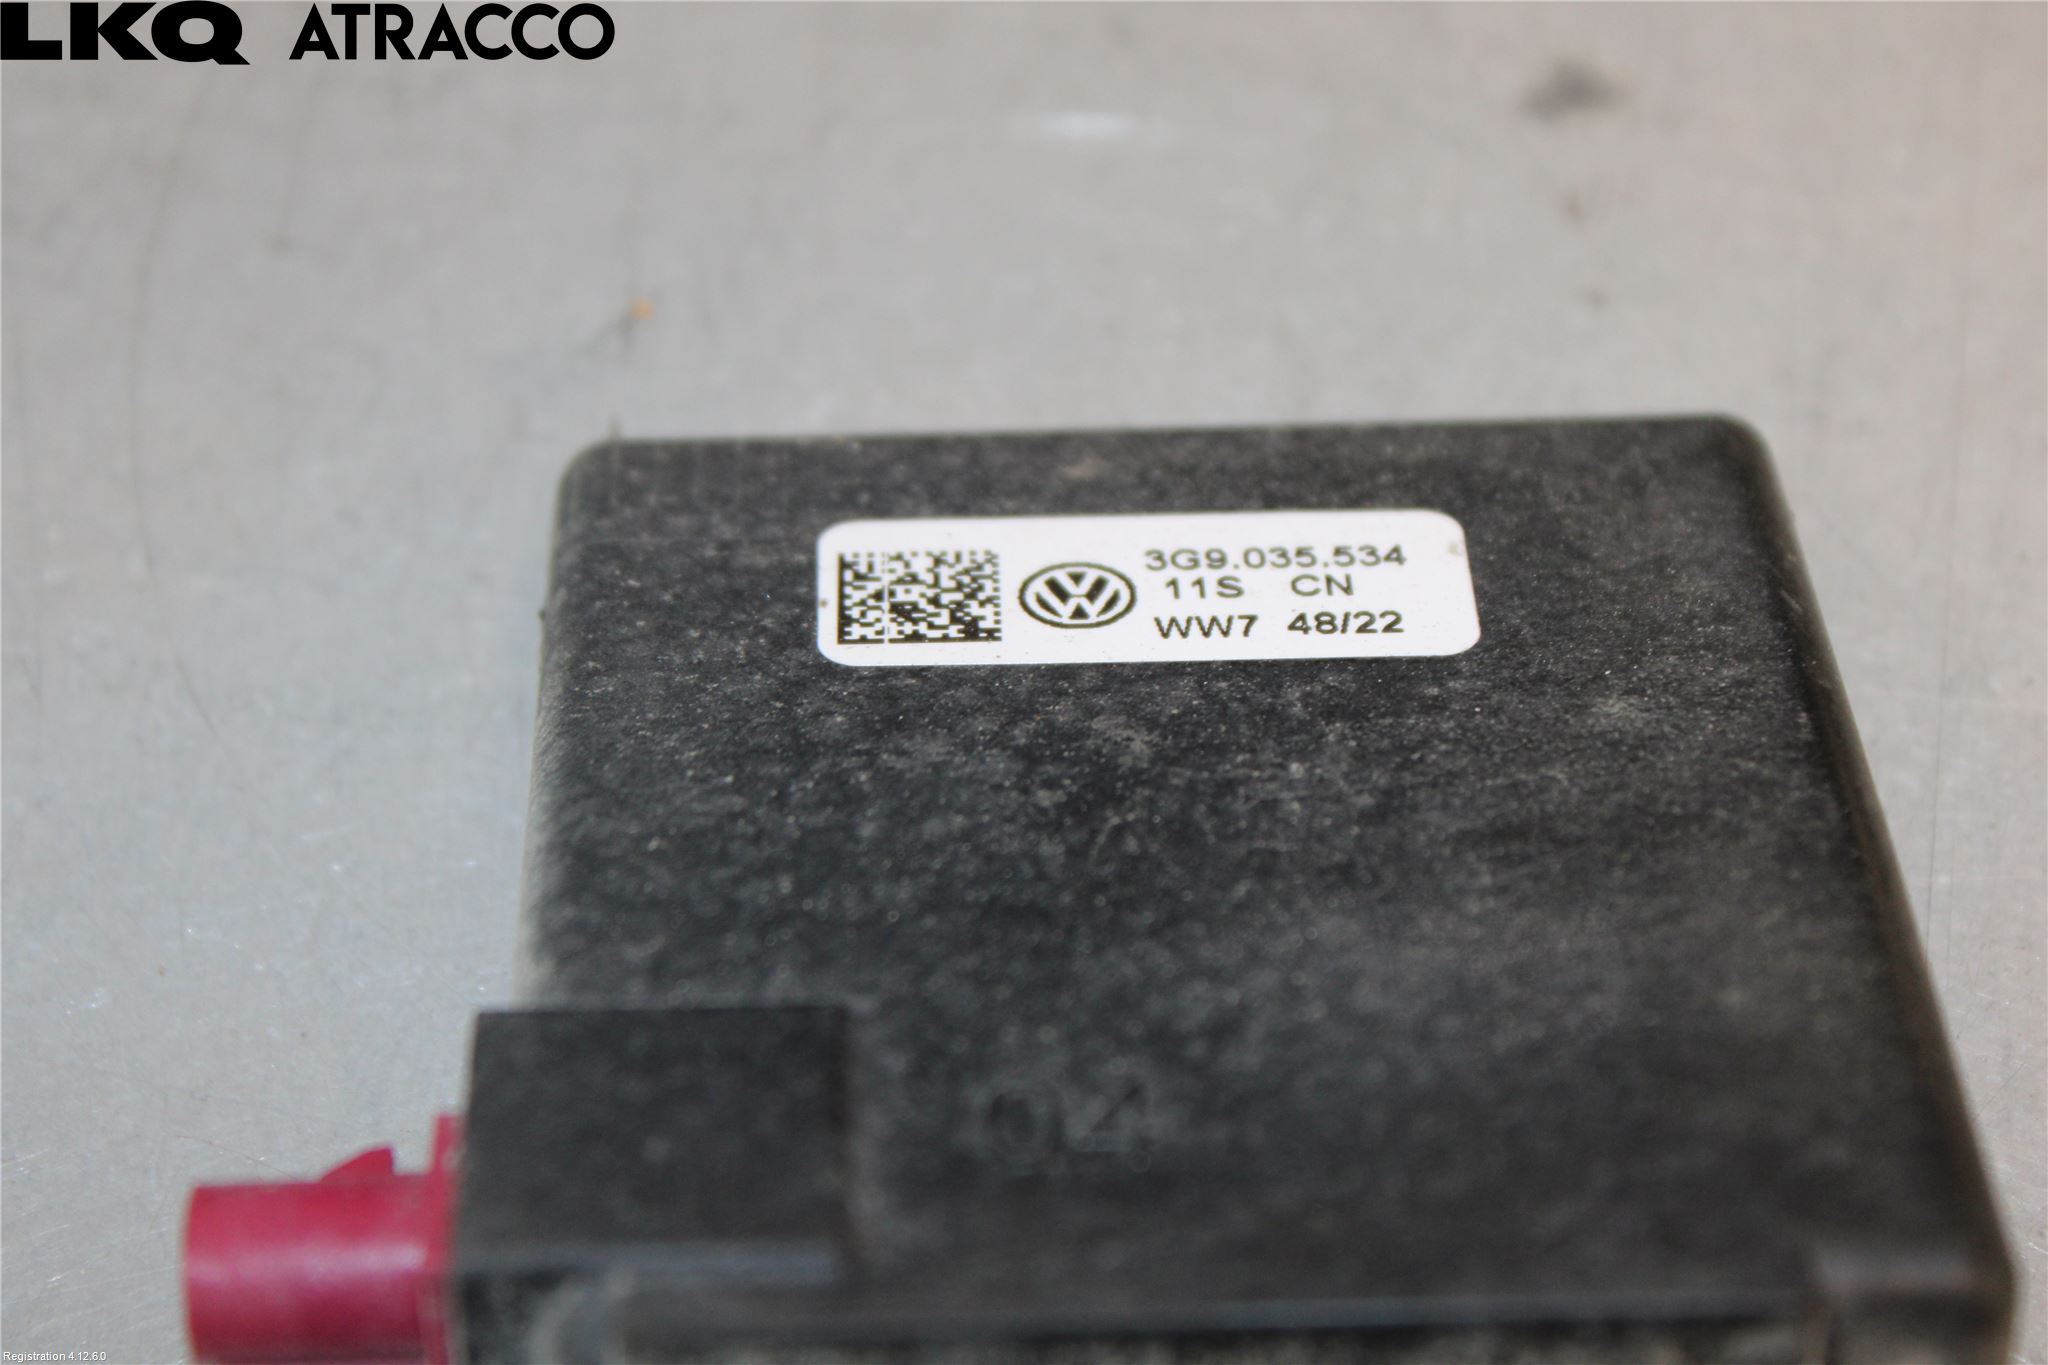 LKQ ATRACCO
3G9.035.534
11S CN
WW7 48/22
04
Registration 4.12.6.0